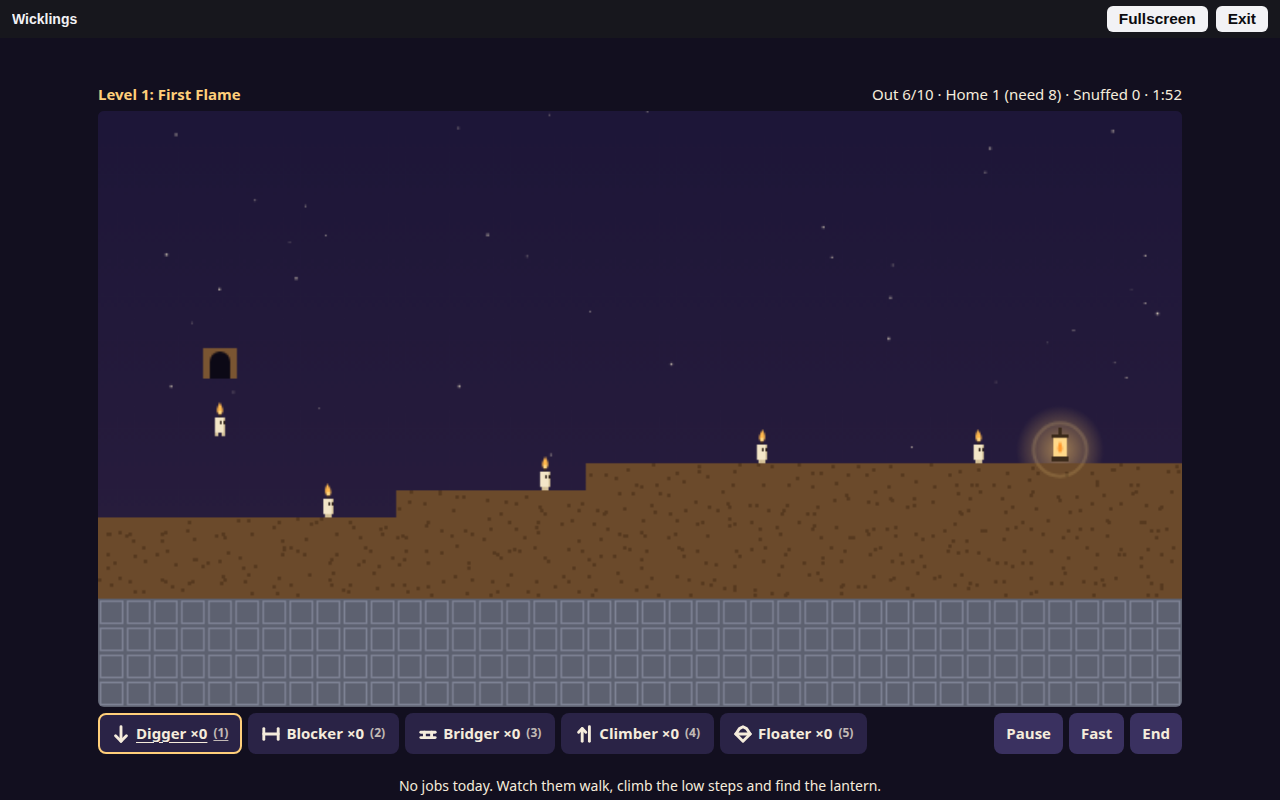 Wicklings
Fullscreen
Exit
Level 1: First Flame
Out 6/10 · Home 1 (need 8) · Snuffed 0 · 1:52
Digger ×0 (1)
Blocker ×0 (2)
Bridger ×0 (3)
Climber ×0 (4)
Floater ×0 (5)
Pause
Fast
End
No jobs today. Watch them walk, climb the low steps and find the lantern.